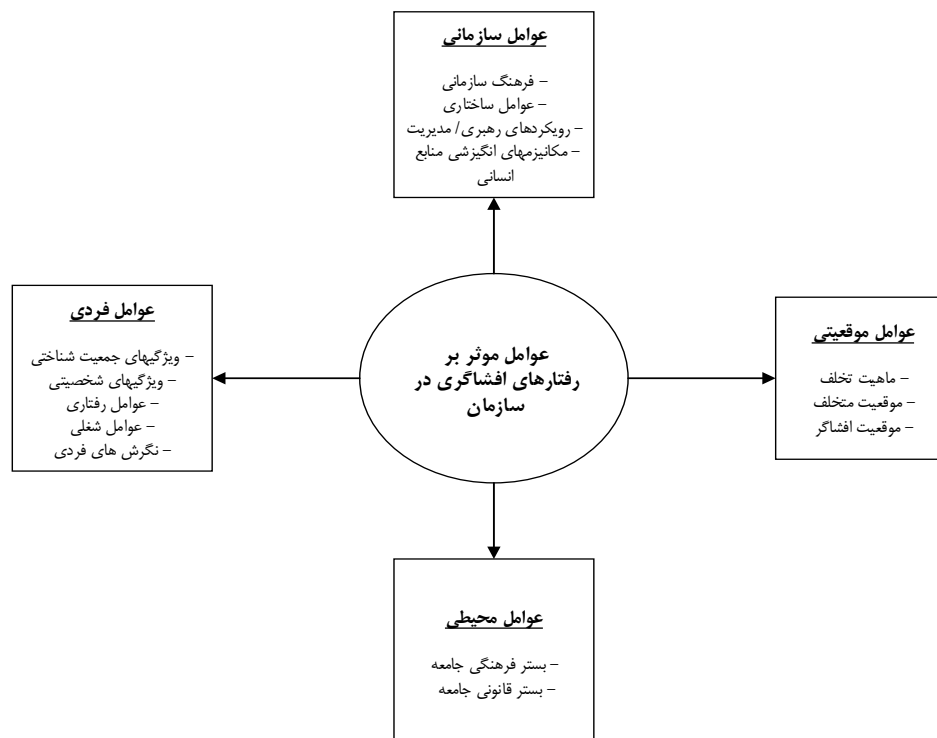 عوامل سازمانی
– فرهنگ سازمانی
– عوامل ساختاری
– رویکردهای رهبری/ مدیریت
– مکانیزمهای انگیزشی منابع
انسانی
عوامل موقعیتی
– ماهیت تخلف
– موقعیت متخلف
– موقعیت افشاگر
عوامل موثر بر
رفتارهای افشاگری در
سازمان
عوامل فردی
– ویژگیهای جمعیت شناختی
– ویژگیهای شخصیتی
– عوامل رفتاری
– عوامل شغلی
– نگرش های فردی
عوامل محیطی
– بستر فرهنگی جامعه
– بستر قانونی جامعه